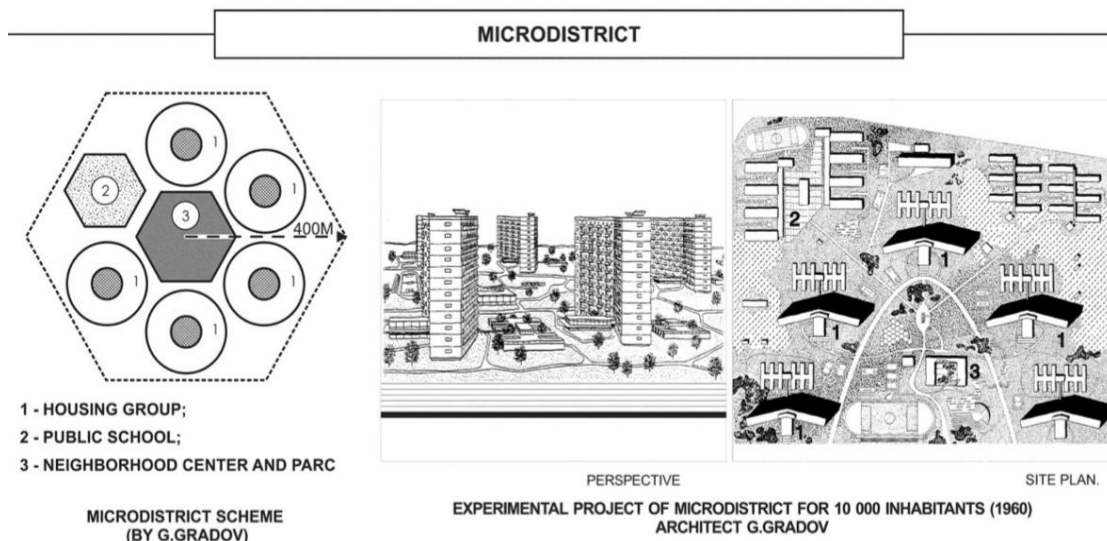 MICRODISTRICT
1
1
2
3
400M
1
1
1
1 - HOUSING GROUP;
2 - PUBLIC SCHOOL;
3 - NEIGHBORHOOD CENTER AND PARC
MICRODISTRICT SCHEME
(BY G.GRADOV)
2
1
1
1
3
1
1
PERSPECTIVE
SITE PLAN.
EXPERIMENTAL PROJECT OF MICRODISTRICT FOR 10 000 INHABITANTS (1960)
ARCHITECT G.GRADOV